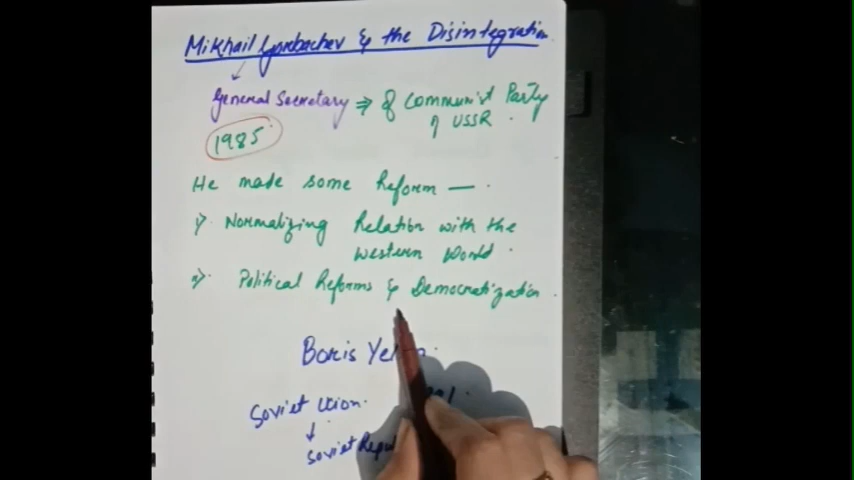 Mikhail Gorbachev & the Disintegration
General Secretary ⇒ of Communist Party
of USSR.
1985
He made some Reform —.
i) Normalizing Relation with the
Western World.
ii) Political Reforms & Democratization.
Boris
Soviet Union.
↓
Soviet